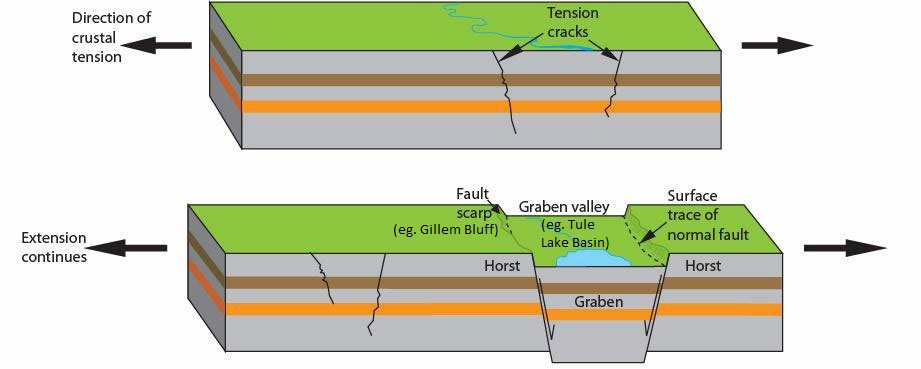 Direction of
crustal
tension
Tension
cracks
Extension
continues
Fault
scarp
(eg. Gillem Bluff)
Graben valley
(eg. Tule
Lake Basin)
Surface
trace of
normal fault
Horst
Horst
Graben